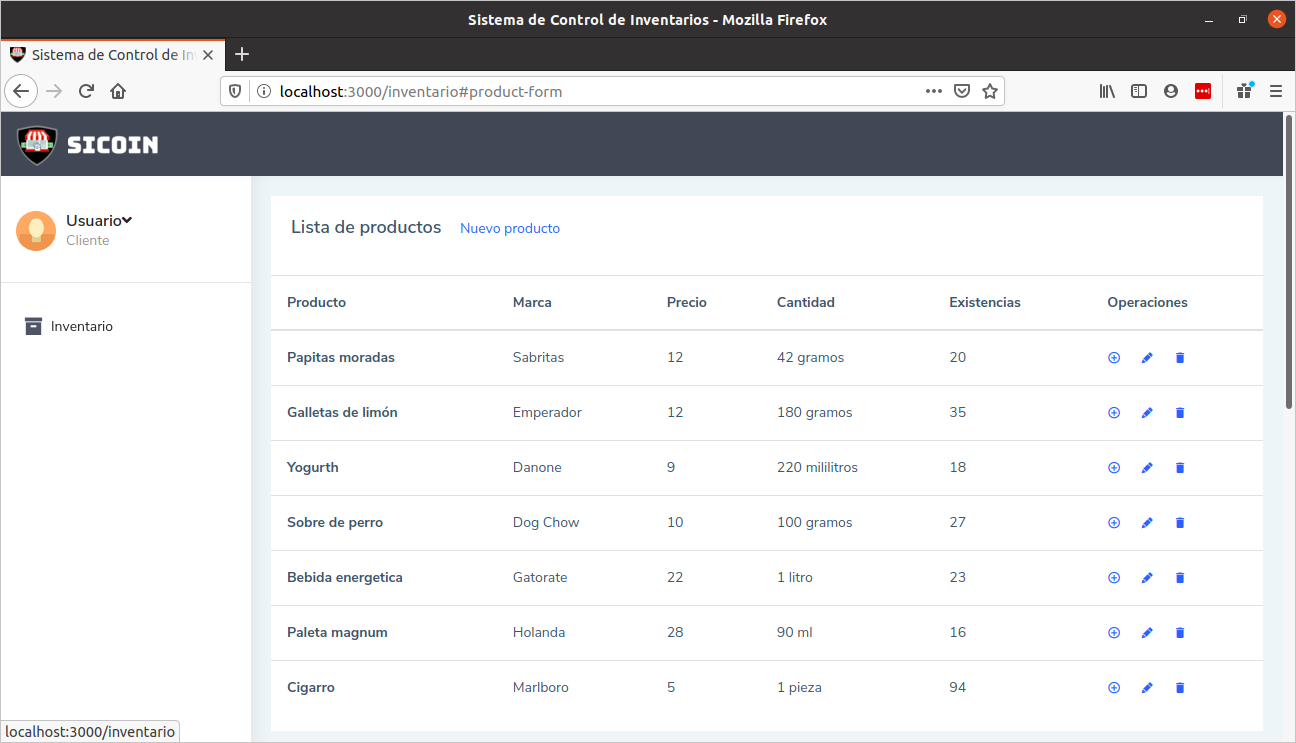 Sistema de Control de Inventarios - Mozilla Firefox
Sistema de Control de In
localhost:3000/inventario#product-form
SICOIN
Usuario
Cliente
Inventario
Lista de productos Nuevo producto
Producto Marca Precio Cantidad Existencias Operaciones
Papitas moradas Sabritas 12 42 gramos 20
Galletas de limón Emperador 12 180 gramos 35
Yogurth Danone 9 220 mililitros 18
Sobre de perro Dog Chow 10 100 gramos 27
Bebida energetica Gatorate 22 1 litro 23
Paleta magnum Holanda 28 90 ml 16
Cigarro Marlboro 5 1 pieza 94
localhost:3000/inventario